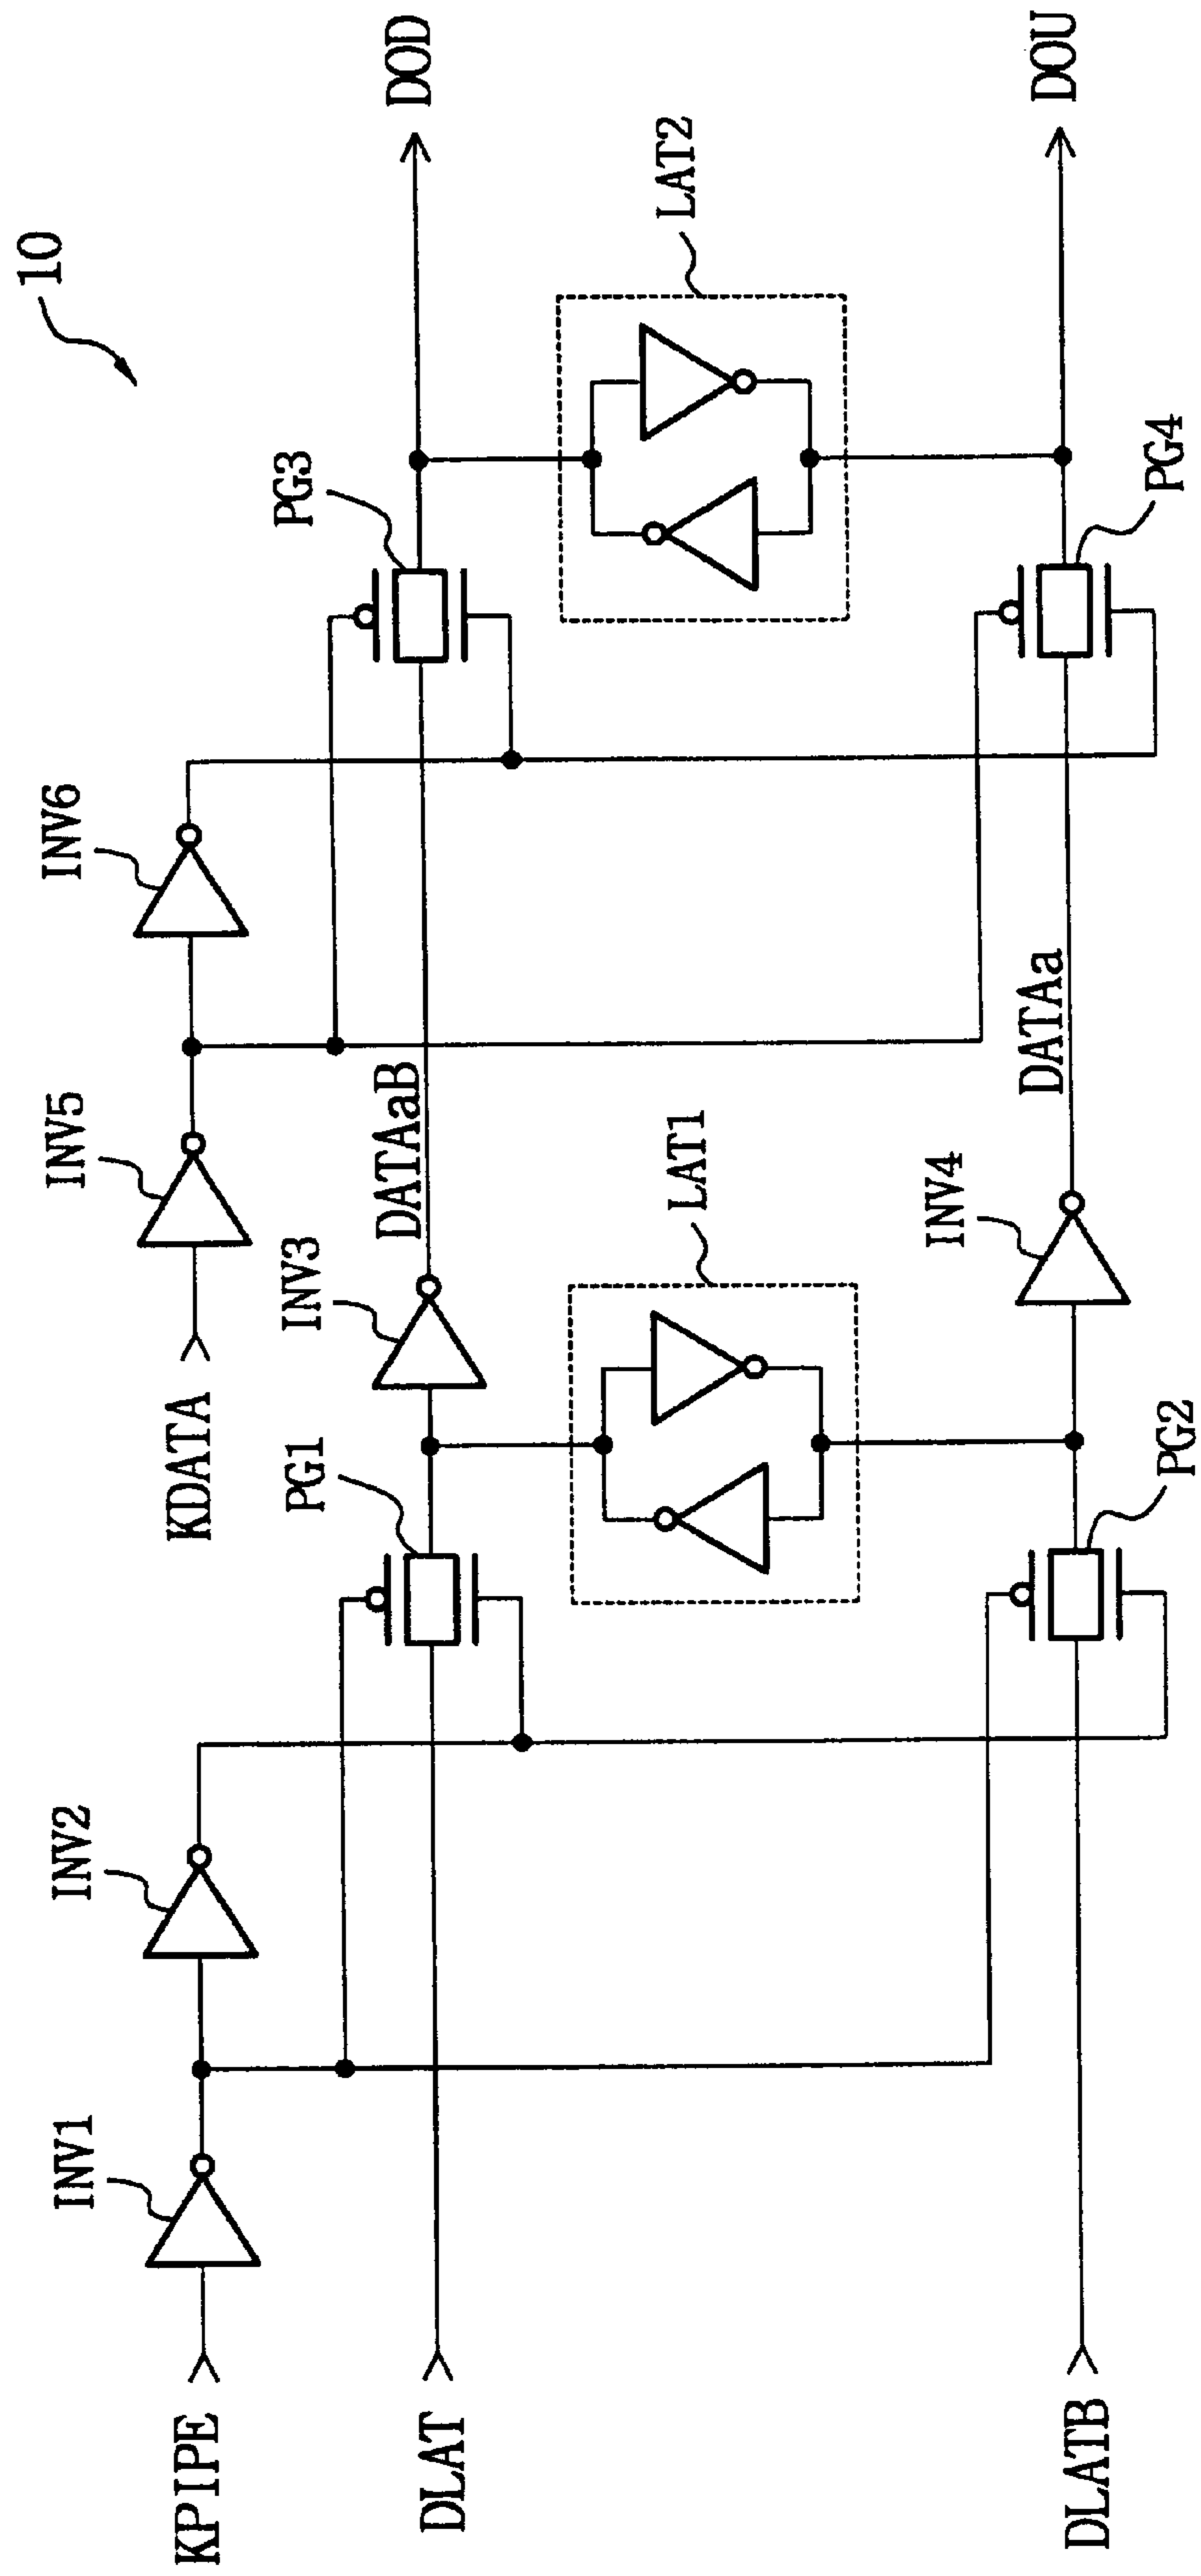 10
KPIPE
INV1
INV2
DLAT
PG1
INV3
KDATA
INV5
INV6
DATAaB
PG3
DOD
LAT1
LAT2
DLATB
PG2
INV4
DATAa
PG4
DOU